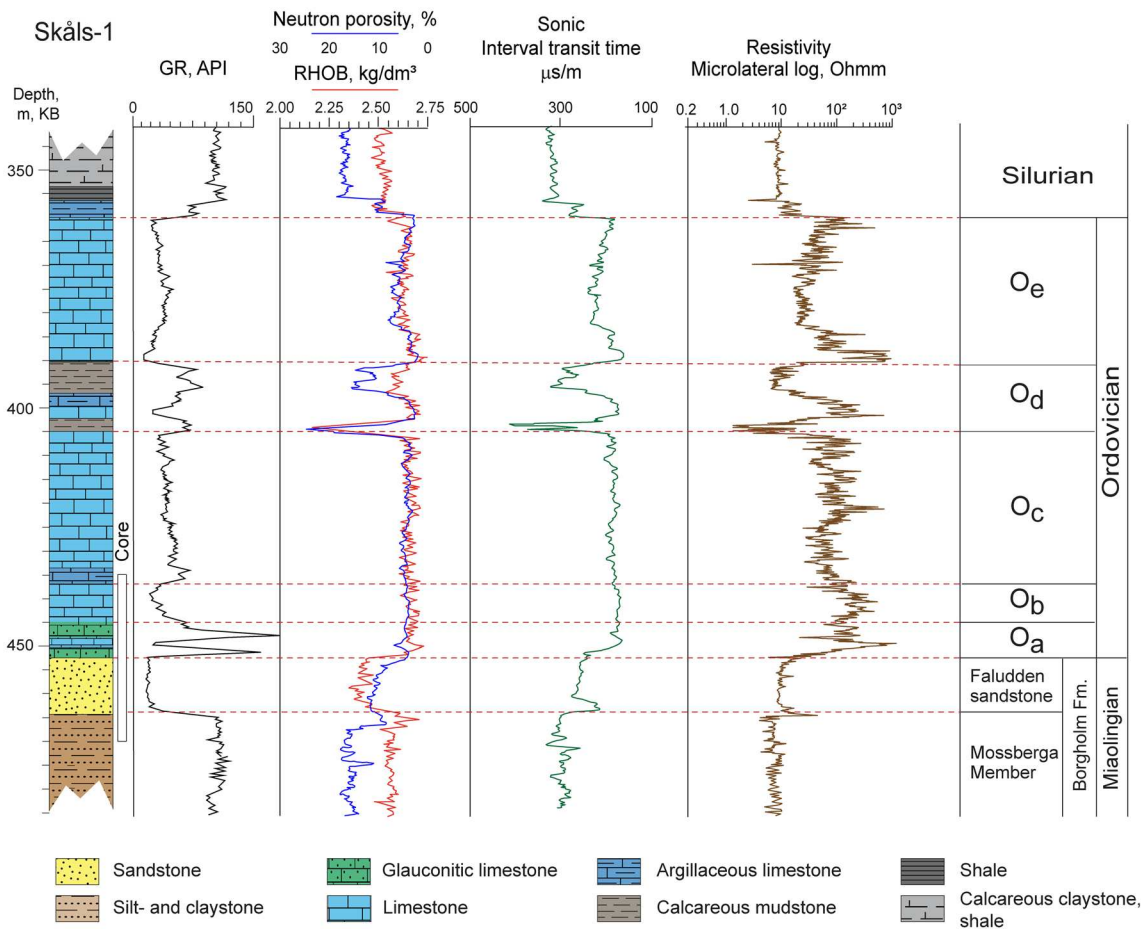 Skåls-1
Neutron porosity, %
30 20 10 0
GR, API
RHOB, kg/dm³
Sonic
Interval transit time
μs/m
Resistivity
Microlateral log, Ohmm
Depth,
m, KB
0 150
2.00 2.25 2.50 2.75
500 300 100
0.2 1.0 10 10² 10³
350
400
450
Core
Silurian
Oe
Od
Oc
Ob
Oa
Ordovician
Faludden
sandstone
Mossberga
Member
Borgholm Fm.
Miaolingian
Sandstone
Glauconitic limestone
Argillaceous limestone
Shale
Silt- and claystone
Limestone
Calcareous mudstone
Calcareous claystone,
shale